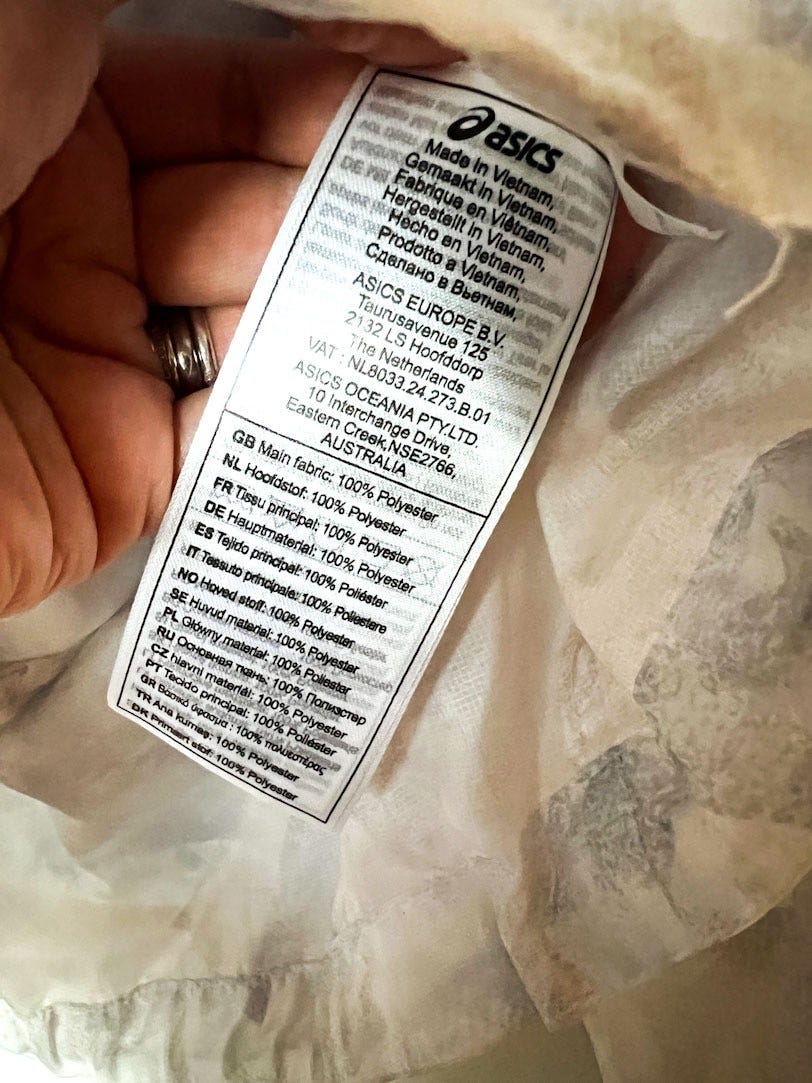 asics
Made in Vietnam,
Gemaakt in Vietnam,
Fabrique en Vietnam,
Hergestellt in Vietnam,
Hecho en Vietnam,
Prodotto a Vietnam,
Сделано в Вьетнам,
ASICS EUROPE B.V.
Taurusavenue 125
2132 LS Hoofddorp
The Netherlands
VAT : NL8033.24.273.B.01
ASICS OCEANIA PTY.LTD.
10 Interchange Drive,
Eastern Creek,NSE2766,
AUSTRALIA
GB Main fabric: 100% Polyester
NL Hoofdstof: 100% Polyester
FR Tissu principal: 100% Polyester
DE Hauptmaterial: 100% Polyester
ES Tejido principal: 100% Poliéster
IT Tessuto principale: 100% Poliestere
NO Hoved stoff: 100% Polyester
SE Huvud material: 100% Polyester
PL Główny material: 100% Poliester
RU Основная ткань: 100% Полиэстер
CZ hlavní materiál: 100% Polyester
PT Tecido principal: 100% Poliéster
GR Βασικό ύφασμα : 100% πολυεστέρας
TR Ana kumas: 100% Polyester
DK Primært stof: 100% Polyester